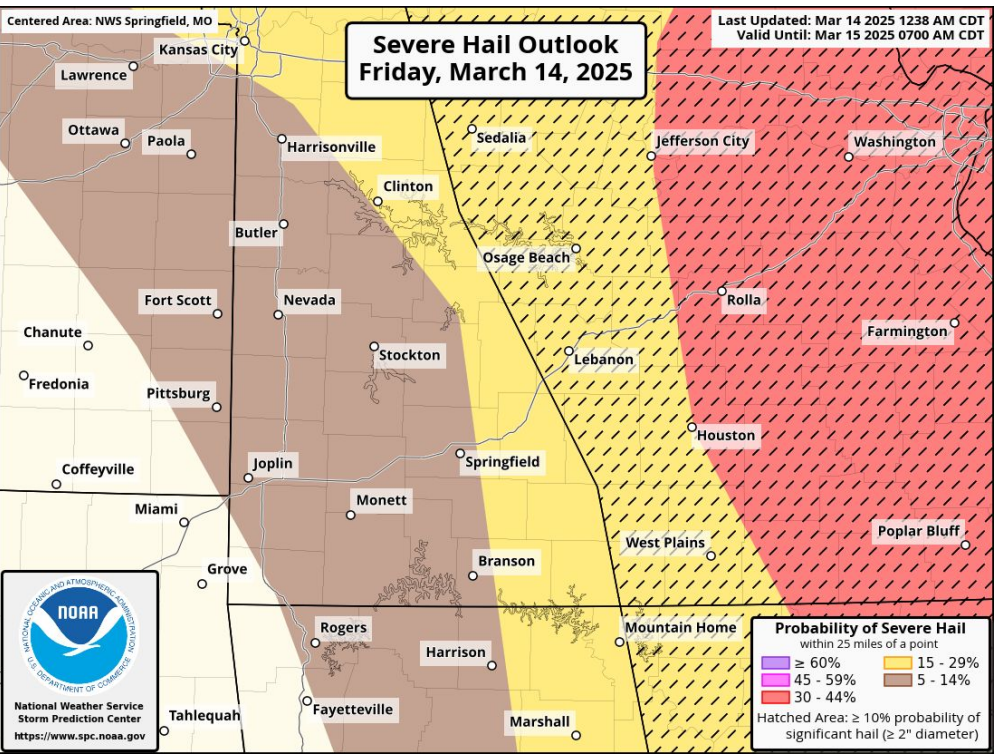 Centered Area: NWS Springfield, MO
Severe Hail Outlook
Friday, March 14, 2025
Last Updated: Mar 14 2025 1238 AM CDT
Valid Until: Mar 15 2025 0700 AM CDT
Kansas City
Lawrence
Ottawa
Paola
Harrisonville
Sedalia
Jefferson City
Washington
Clinton
Butler
Osage Beach
Fort Scott
Nevada
Rolla
Chanute
Farmington
Stockton
Lebanon
Fredonia
Pittsburg
Houston
Coffeyville
Joplin
Springfield
Miami
Monett
West Plains
Poplar Bluff
Grove
Branson
Rogers
Mountain Home
Harrison
Fayetteville
Tahlequah
Marshall
NATIONAL OCEANIC AND ATMOSPHERIC ADMINISTRATION
NOAA
U.S. DEPARTMENT OF COMMERCE
National Weather Service
Storm Prediction Center
https://www.spc.noaa.gov
Probability of Severe Hail
within 25 miles of a point
≥ 60%
15 - 29%
45 - 59%
5 - 14%
30 - 44%
Hatched Area: ≥ 10% probability of
significant hail (≥ 2" diameter)